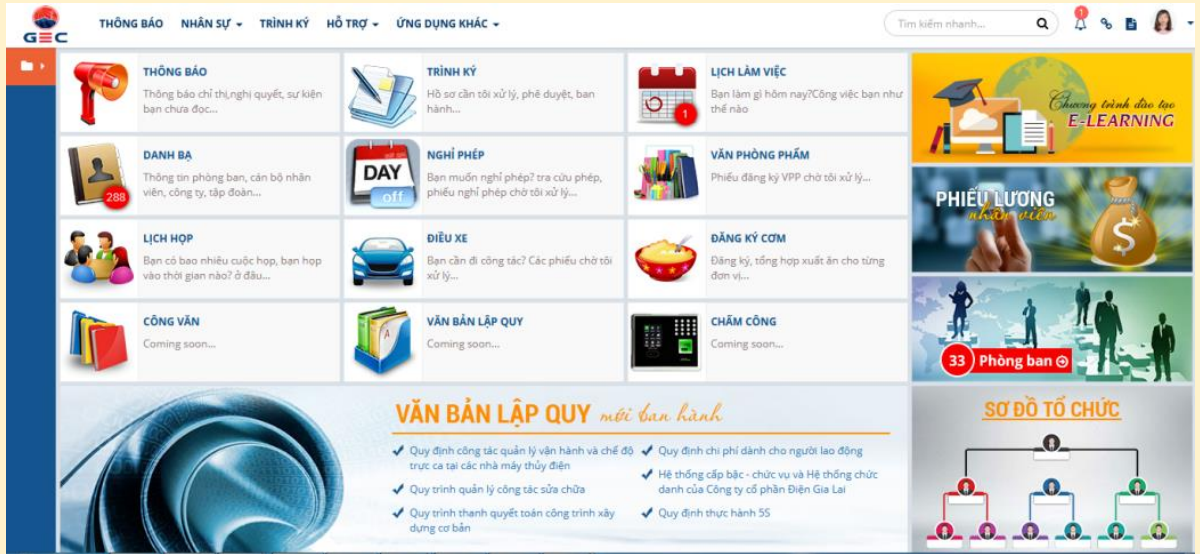 GEC
THÔNG BÁO NHÂN SỰ TRÌNH KÝ HỖ TRỢ ỨNG DỤNG KHÁC
Tìm kiếm nhanh...
1
THÔNG BÁO
Thông báo chỉ thị,nghị quyết, sự kiện
bạn chưa đọc...
TRÌNH KÝ
Hồ sơ cần tôi xử lý, phê duyệt, ban
hành...
LỊCH LÀM VIỆC
Bạn làm gì hôm nay?Công việc bạn như
thế nào
1
DANH BẠ
Thông tin phòng ban, cán bộ nhân
viên, công ty, tập đoàn...
288
DAY
off
NGHỈ PHÉP
Bạn muốn nghỉ phép? tra cứu phép,
phiếu nghỉ phép chờ tôi xử lý...
VĂN PHÒNG PHẨM
Phiếu đăng ký VPP chờ tôi xử lý...
LỊCH HỌP
Bạn có bao nhiêu cuộc họp, bạn họp
vào thời gian nào? ở đâu...
ĐIỀU XE
Bạn cần đi công tác? Các phiếu chờ tôi
xử lý...
ĐĂNG KÝ CƠM
Đăng ký, tổng hợp xuất ăn cho từng
đơn vị...
CÔNG VĂN
Coming soon...
A
VĂN BẢN LẬP QUY
Coming soon...
CHẤM CÔNG
Coming soon...
Chương trình đào tạo
E-LEARNING
PHIẾU LƯƠNG
nhân viên
$
33 Phòng ban
SƠ ĐỒ TỔ CHỨC
VĂN BẢN LẬP QUY mới ban hành
Quy định công tác quản lý vận hành và chế độ
trực ca tại các nhà máy thủy điện
Quy trình quản lý công tác sửa chữa
Quy trình thanh quyết toán công trình xây
dựng cơ bản
Quy định chi phí dành cho người lao động
Hệ thống cấp bậc - chức vụ và Hệ thống chức
danh của Công ty cổ phần Điện Gia Lai
Quy định thực hành 5S